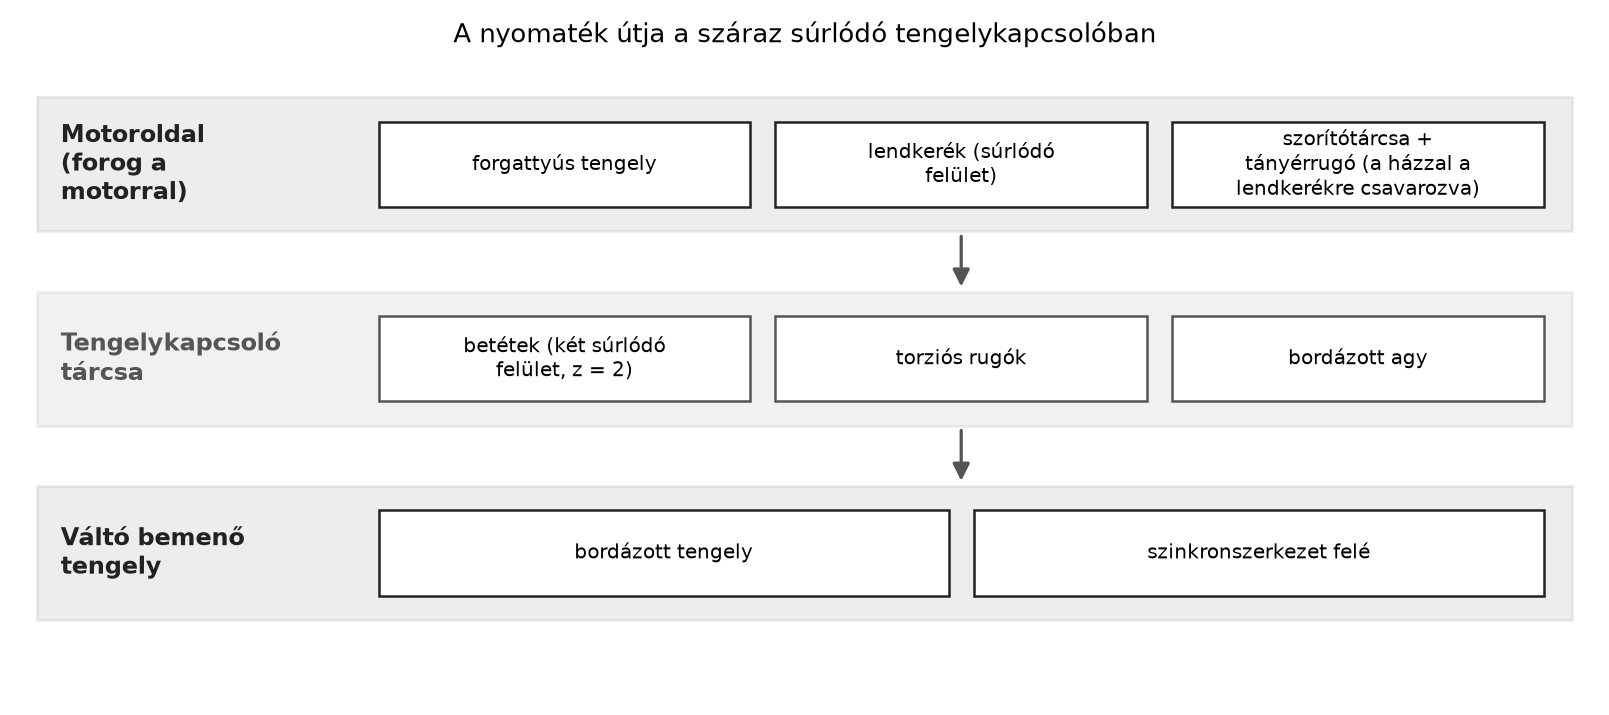 A nyomaték útja a száraz súrlódó tengelykapcsolóban
Motoroldal
(forog a
motorral)
forgattyús tengely
lendkerék (súrlódó
felület)
szorítótárcsa +
tányérrugó (a házzal a
lendkerékre csavarozva)
Tengelykapcsoló
tárcsa
betétek (két súrlódó
felület, z = 2)
torziós rugók
bordázott agy
Váltó bemenő
tengely
bordázott tengely
szinkronszerkezet felé